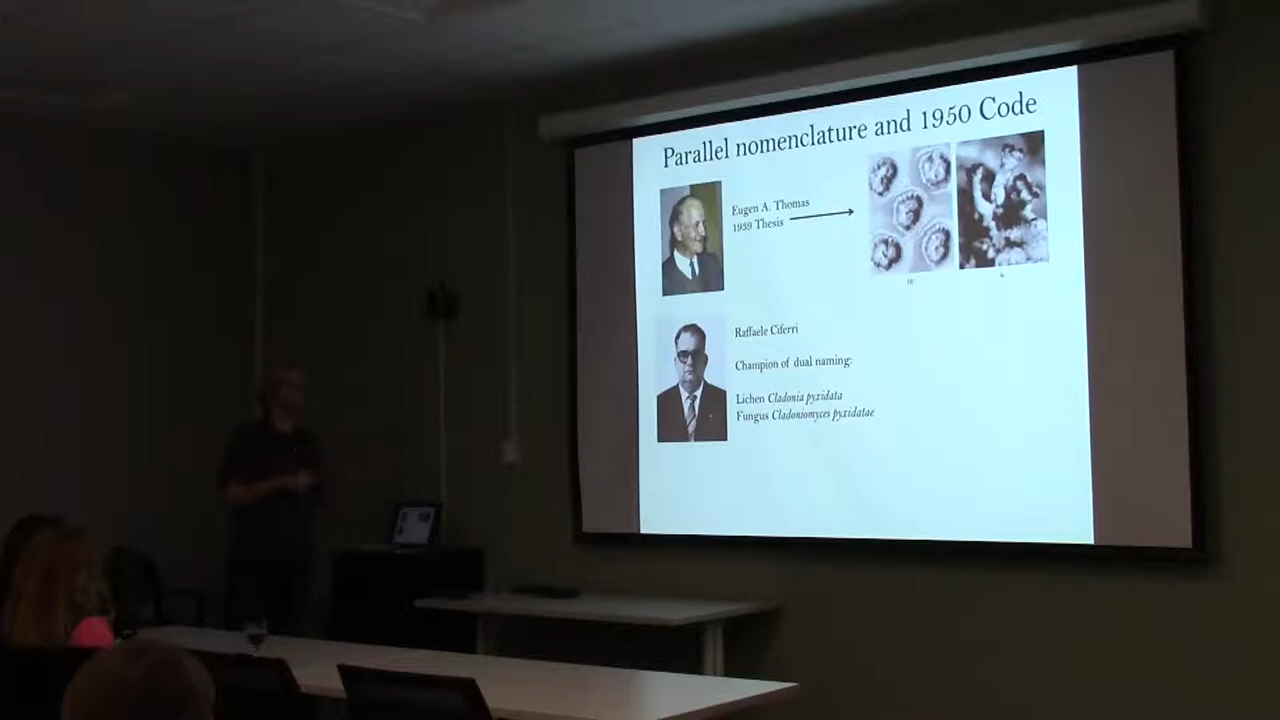 Parallel nomenclature and 1950 Code
Eugen A. Thomas
1939 Thesis
Raffaele Ciferri
Champion of dual naming:
Lichen Cladonia pyxidata
Fungus Cladoniomyces pyxidatae